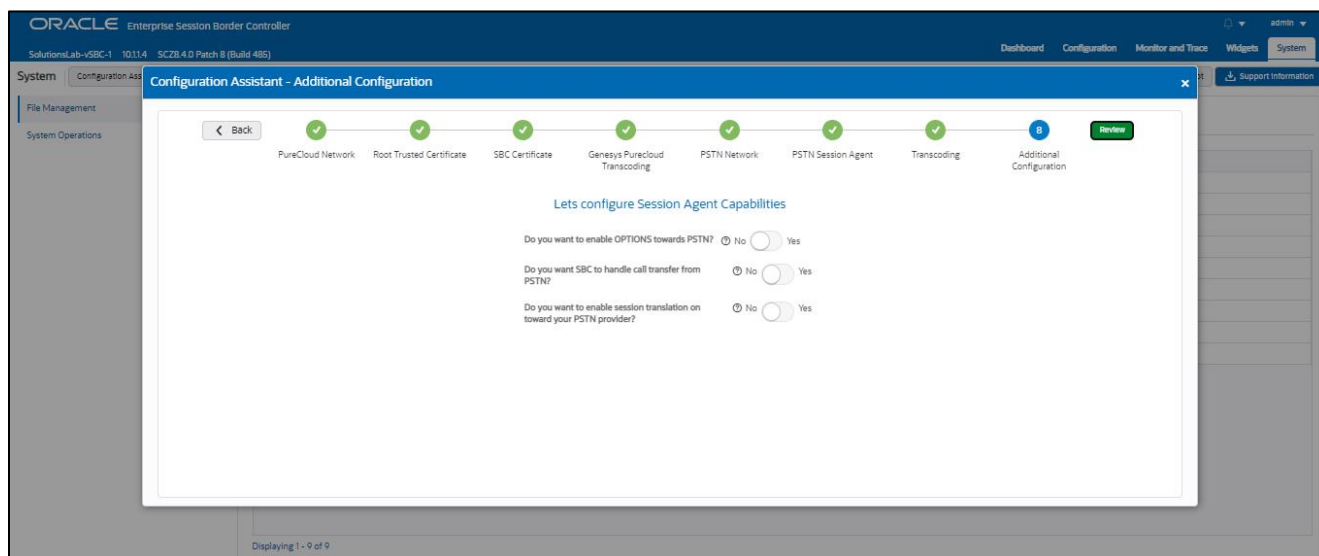 ORACLE Enterprise Session Border Controller
admin
SolutionsLab-vSBC-1 10.1.1.4 SCZ8.4.0 Patch 8 (Build 485)
Dashboard Configuration Monitor and Trace Widgets System
System Configuration Ass
Support Information
Configuration Assistant - Additional Configuration
File Management
System Operations
Back
8
Review
PureCloud Network
Root Trusted Certificate
SBC Certificate
Genesys Purecloud
Transcoding
PSTN Network
PSTN Session Agent
Transcoding
Additional
Configuration
Lets configure Session Agent Capabilities
Do you want to enable OPTIONS towards PSTN? No Yes
Do you want SBC to handle call transfer from
PSTN?
No Yes
Do you want to enable session translation on
toward your PSTN provider?
No Yes
Displaying 1 - 9 of 9